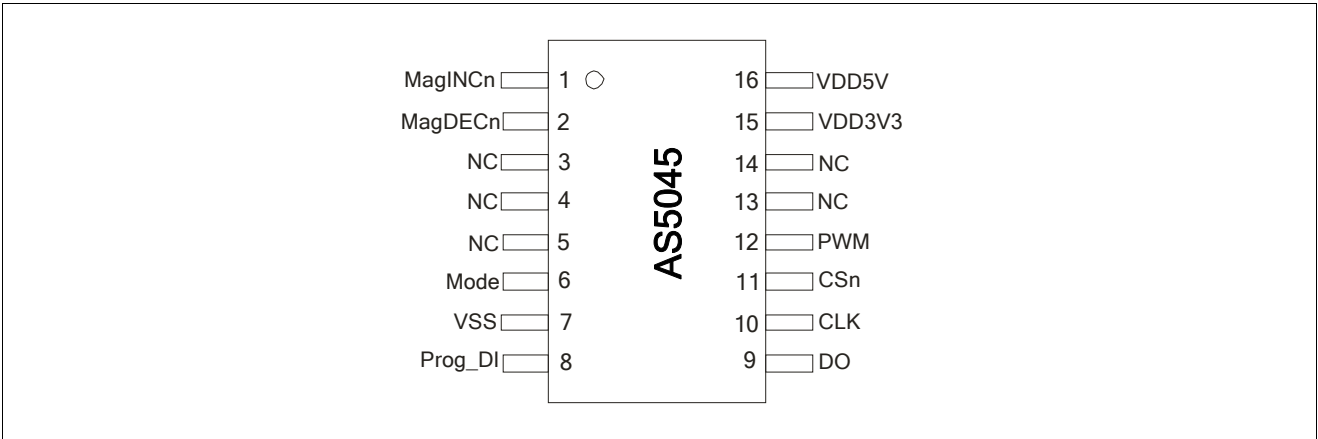 MagINCn 1 16 VDD5V
MagDECn 2 15 VDD3V3
NC 3 14 NC
NC 4 13 NC
NC 5 12 PWM
Mode 6 11 CSn
VSS 7 10 CLK
Prog_DI 8 9 DO
AS5045